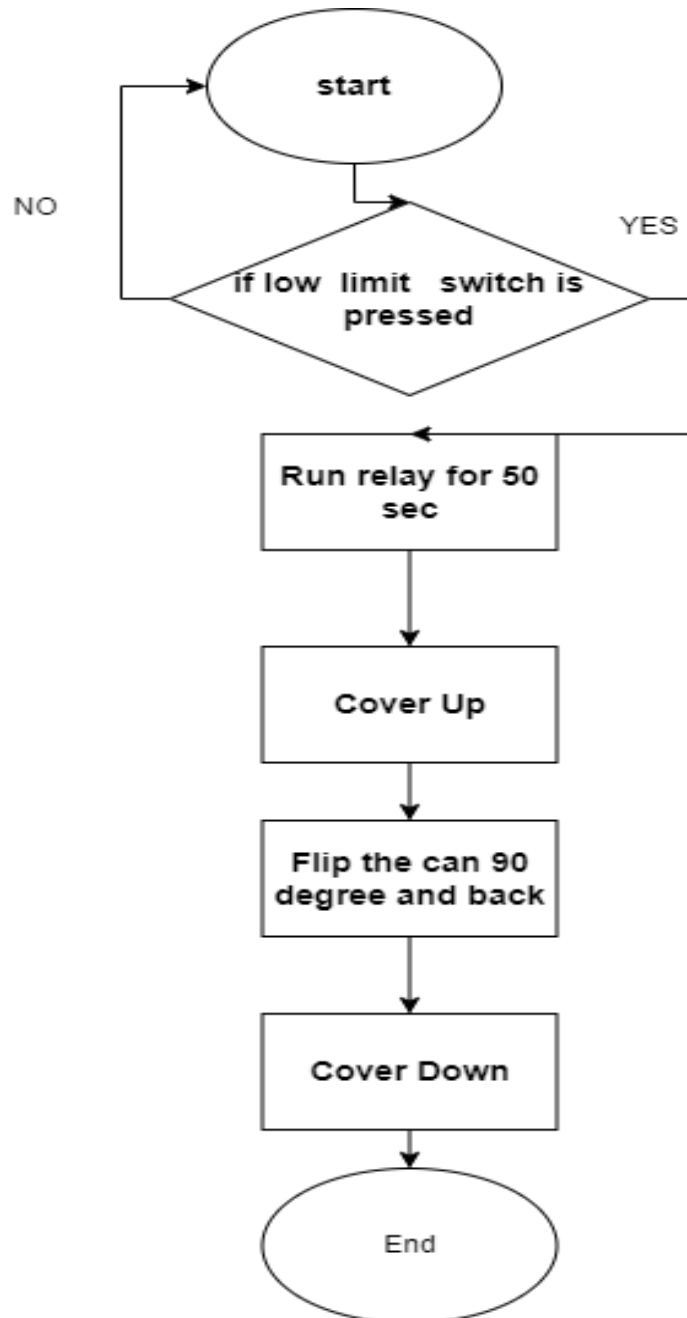 start
NO
YES
if low limit switch is
pressed
Run relay for 50
sec
Cover Up
Flip the can 90
degree and back
Cover Down
End